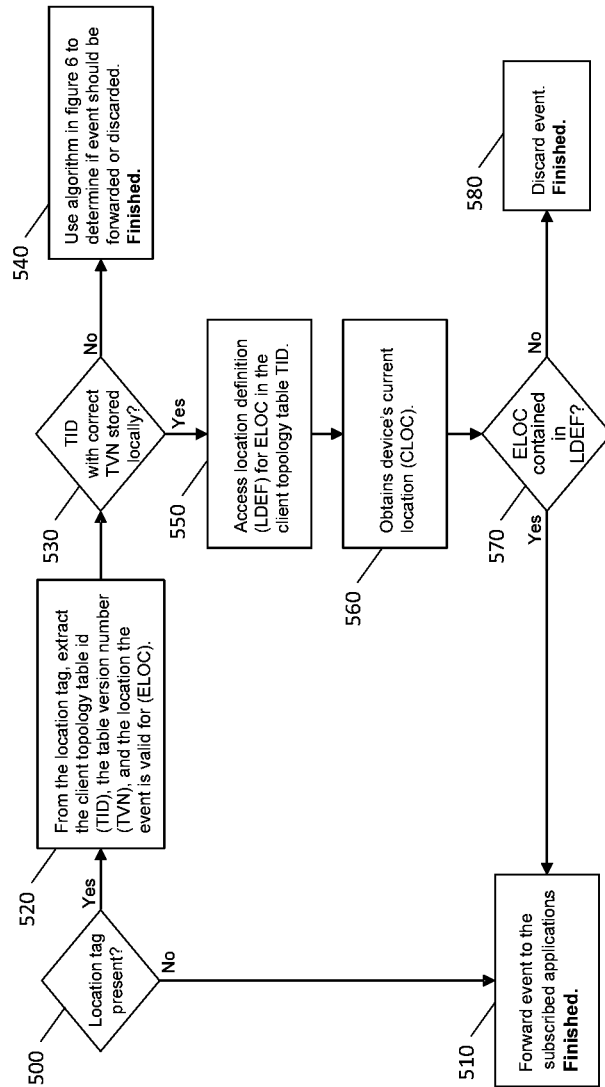 500
Location tag
present?
Yes
No
520
From the location tag, extract
the client topology table id
(TID), the table version number
(TVN), and the location the
event is valid for (ELOC).
530
TID
with correct
TVN stored
locally?
No
Yes
540
Use algorithm in figure 6 to
determine if event should be
forwarded or discarded.
Finished.
550
Access location definition
(LDEF) for ELOC in the
client topology table TID.
560
Obtains device's current
location (CLOC).
570
ELOC
contained
in
LDEF?
Yes
No
510
Forward event to the
subscribed applications
Finished.
580
Discard event.
Finished.